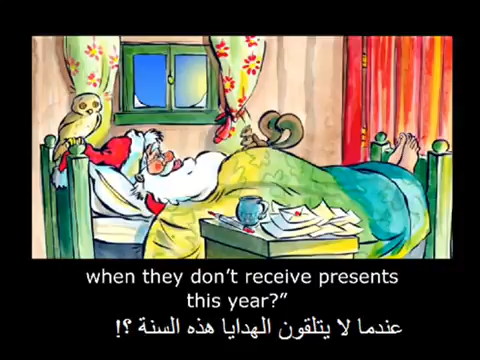 when they don't receive presents
this year?”
عندما لا يتلقون الهدايا هذه السنة ؟!